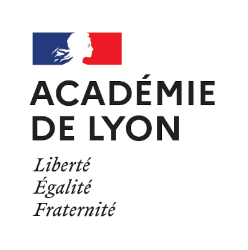 ACADÉMIE
DE LYON
Liberté
Égalité
Fraternité